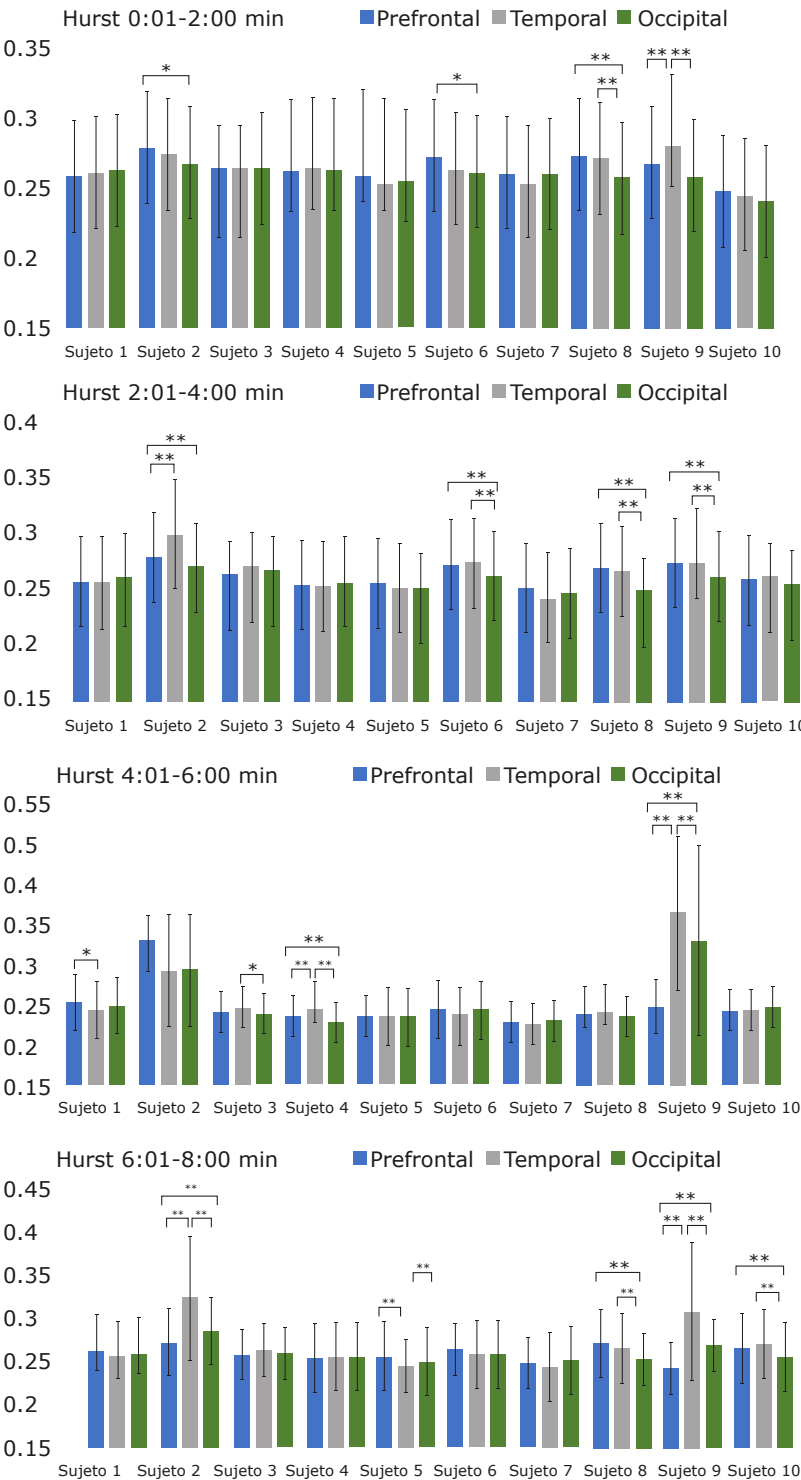 Hurst 0:01-2:00 min Prefrontal Temporal Occipital
0.35
** ** **
* * **
0.3
0.25
0.2
0.15
Sujeto 1 Sujeto 2 Sujeto 3 Sujeto 4 Sujeto 5 Sujeto 6 Sujeto 7 Sujeto 8 Sujeto 9 Sujeto 10
Hurst 2:01-4:00 min Prefrontal Temporal Occipital
0.4
**
0.35 ** ** ** **
** ** **
0.3
0.25
0.2
0.15
Sujeto 1 Sujeto 2 Sujeto 3 Sujeto 4 Sujeto 5 Sujeto 6 Sujeto 7 Sujeto 8 Sujeto 9 Sujeto 10
Hurst 4:01-6:00 min Prefrontal Temporal Occipital
0.55 **
** **
0.5
0.45
0.4
0.35
* * **
0.3 ** **
0.25
0.2
0.15
Sujeto 1 Sujeto 2 Sujeto 3 Sujeto 4 Sujeto 5 Sujeto 6 Sujeto 7 Sujeto 8 Sujeto 9 Sujeto 10
Hurst 6:01-8:00 min Prefrontal Temporal Occipital
0.45 ** **
** ** ** **
0.4
** ** **
0.35 ** ** **
0.3
0.25
0.2
0.15
Sujeto 1 Sujeto 2 Sujeto 3 Sujeto 4 Sujeto 5 Sujeto 6 Sujeto 7 Sujeto 8 Sujeto 9 Sujeto 10